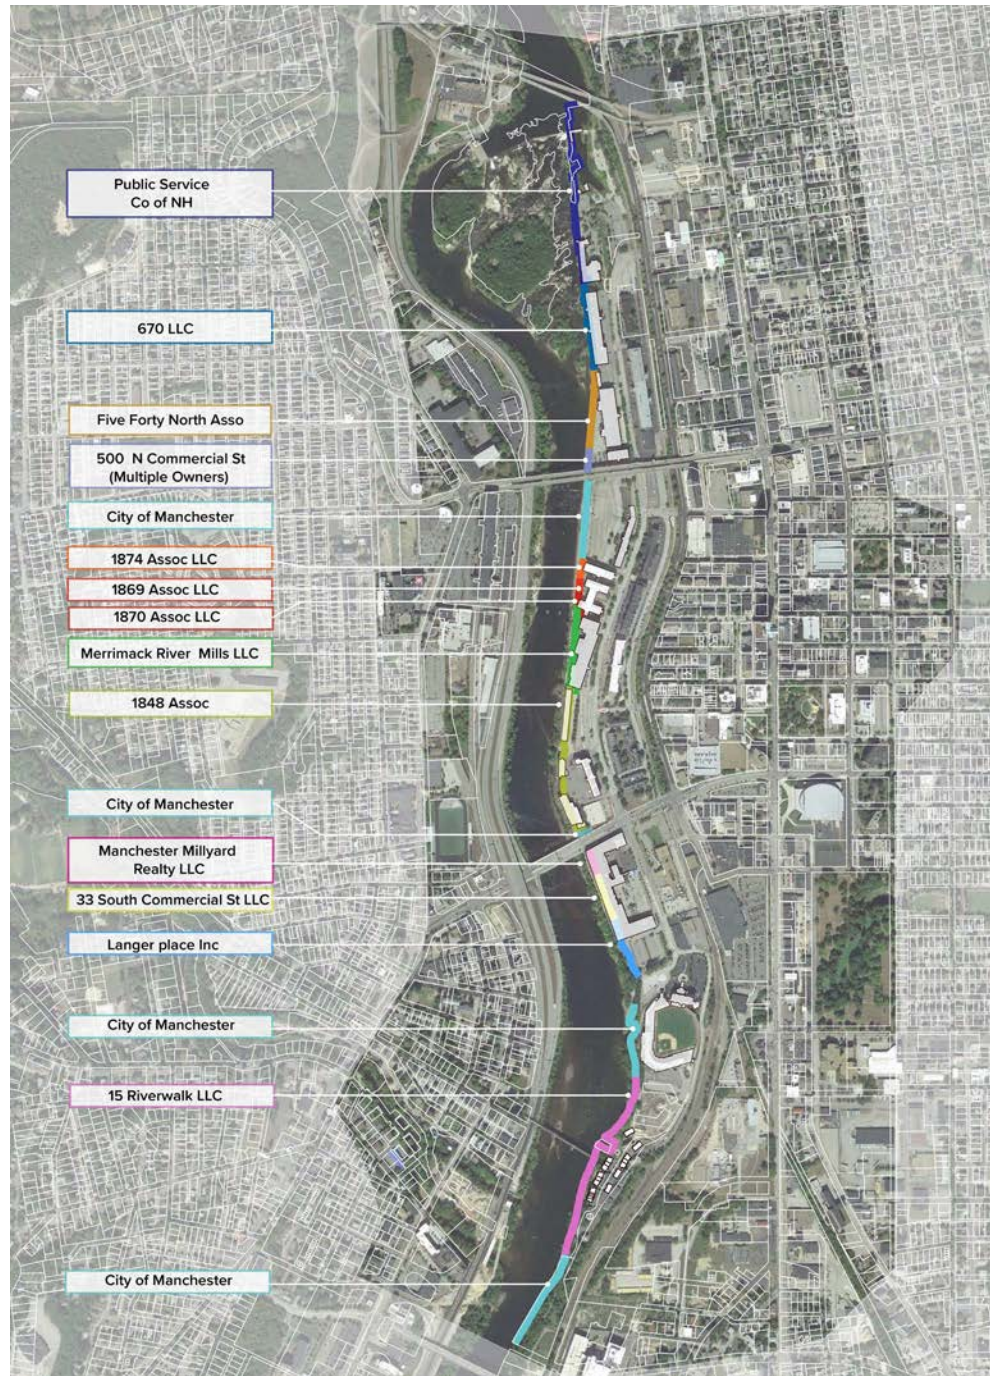 Public Service
Co of NH
670 LLC
Five Forty North Asso
500 N Commercial St
(Multiple Owners)
City of Manchester
1874 Assoc LLC
1869 Assoc LLC
1870 Assoc LLC
Merrimack River Mills LLC
1848 Assoc
City of Manchester
Manchester Millyard
Realty LLC
33 South Commercial St LLC
Langer place Inc
City of Manchester
15 Riverwalk LLC
City of Manchester